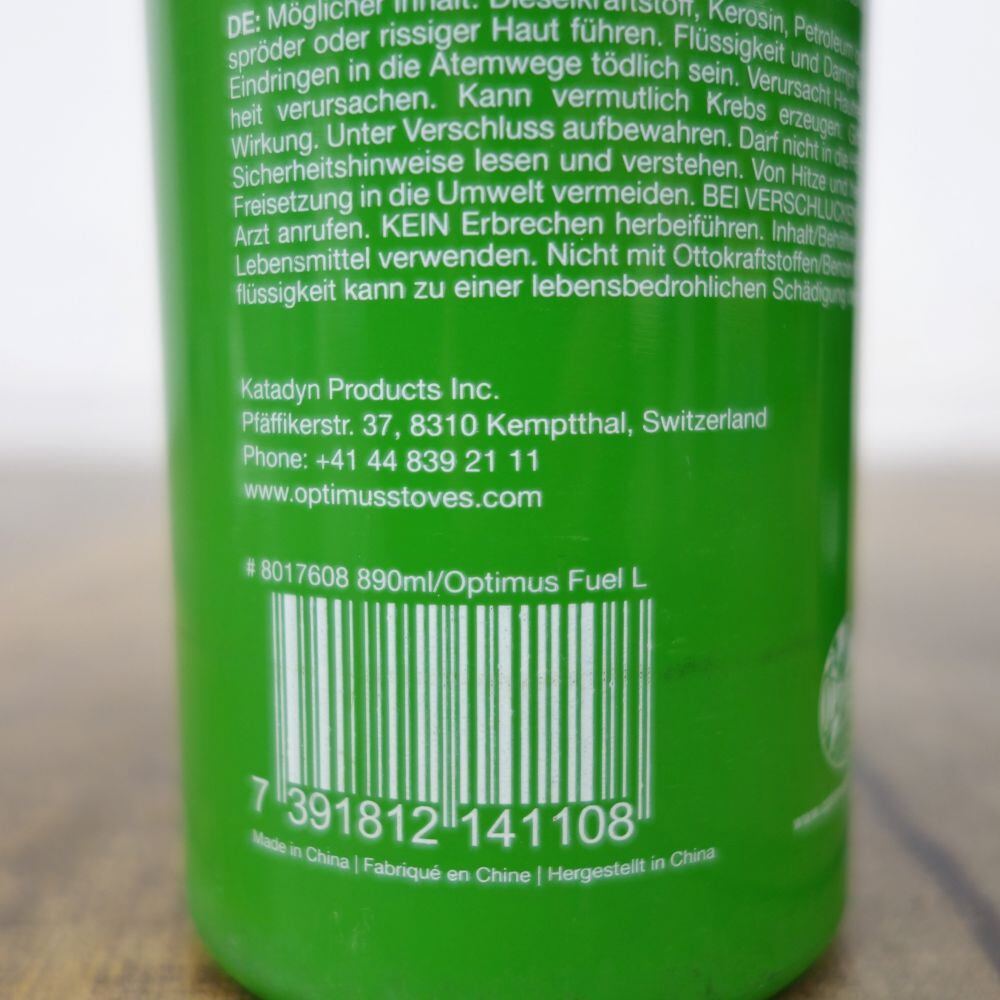 DE: Möglicher Inhalt: Dieselkraftstoff, Kerosin, Petroleum
spröder oder rissiger Haut führen. Flüssigkeit und Dampf
Eindringen in die Atemwege tödlich sein. Verursacht
heit verursachen. Kann vermutlich Krebs erzeugen.
Wirkung. Unter Verschluss aufbewahren. Darf nicht in die
Sicherheitshinweise lesen und verstehen. Von Hitze und
Freisetzung in die Umwelt vermeiden. BEI VERSCHLUCKEN
Arzt anrufen. KEIN Erbrechen herbeiführen.
Lebensmittel verwenden. Nicht mit Ottokraftstoffen/
flüssigkeit kann zu einer lebensbedrohlichen Schädigung
Katadyn Products Inc.
Pfäffikerstr. 37, 8310 Kemptthal, Switzerland
Phone: +41 44 839 21 11
www.optimusstoves.com
# 8017608 890ml/Optimus Fuel L
7 391812 141108
Made in China | Fabriqué en Chine | Hergestellt in China